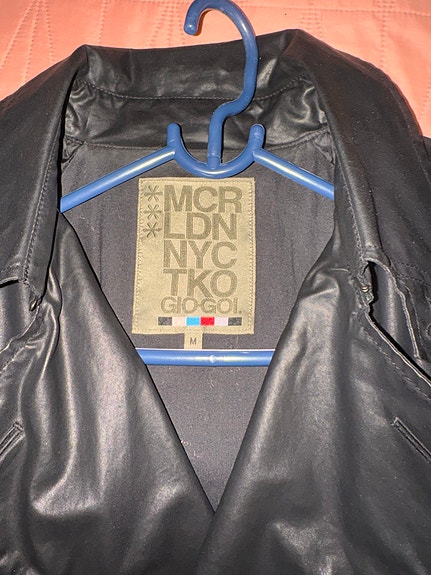 ***MCR
LDN
NYC
TKO
GIO-GOI.
M